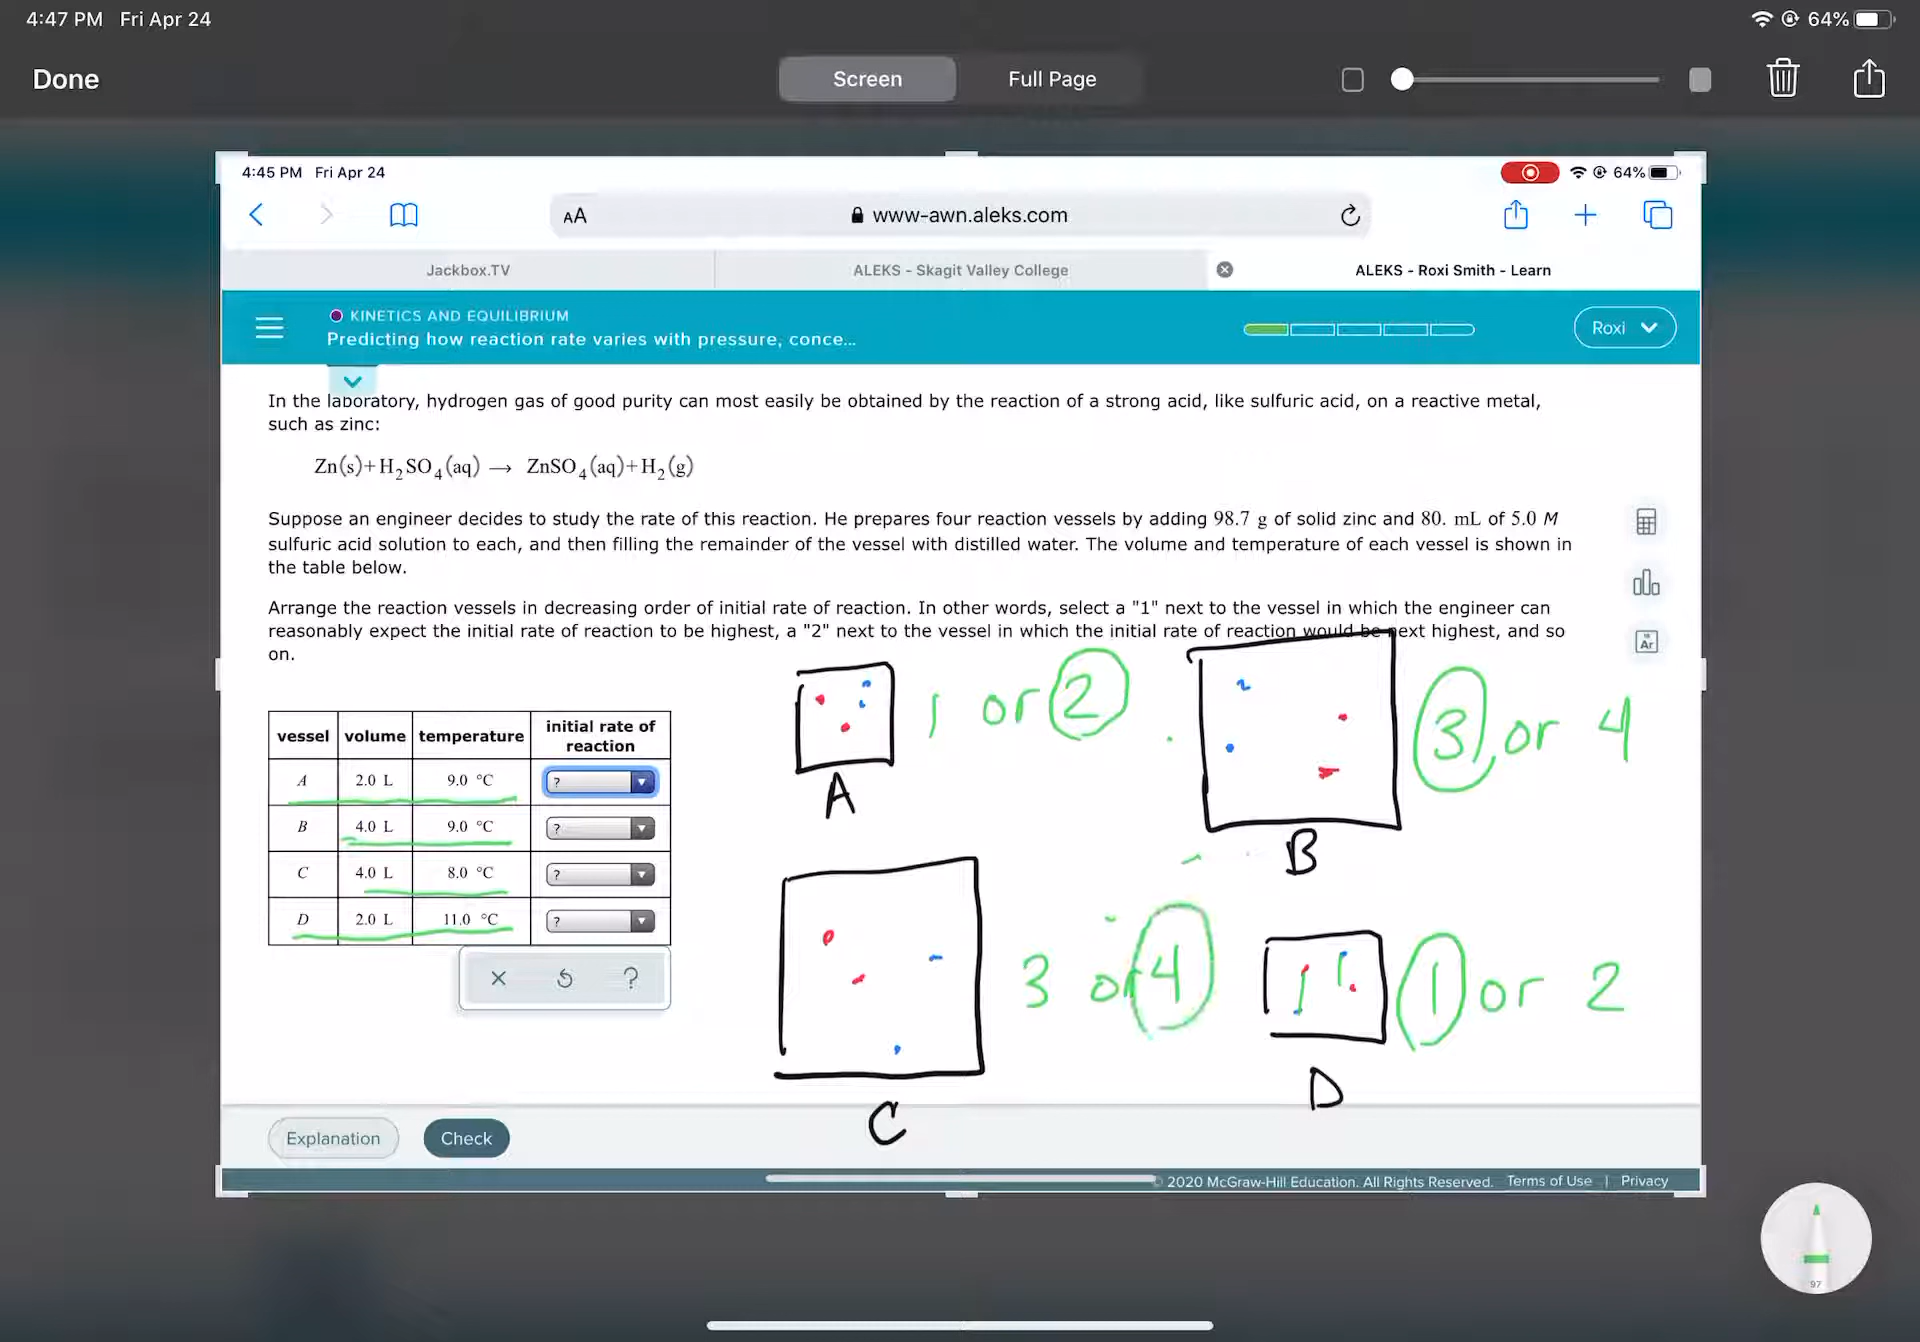 4:47 PM Fri Apr 24
64%
Done
Screen
Full Page
4:45 PM Fri Apr 24
64%
AA
www-awn.aleks.com
Jackbox.TV
ALEKS - Skagit Valley College
ALEKS - Roxi Smith - Learn
KINETICS AND EQUILIBRIUM
Predicting how reaction rate varies with pressure, conce...
Roxi
In the laboratory, hydrogen gas of good purity can most easily be obtained by the reaction of a strong acid, like sulfuric acid, on a reactive metal,
such as zinc:
Zn(s)+H₂SO₄(aq) → ZnSO₄(aq)+H₂(g)
Suppose an engineer decides to study the rate of this reaction. He prepares four reaction vessels by adding 98.7 g of solid zinc and 80. mL of 5.0 M
sulfuric acid solution to each, and then filling the remainder of the vessel with distilled water. The volume and temperature of each vessel is shown in
the table below.
Arrange the reaction vessels in decreasing order of initial rate of reaction. In other words, select a "1" next to the vessel in which the engineer can
reasonably expect the initial rate of reaction to be highest, a "2" next to the vessel in which the initial rate of reaction would be next highest, and so
on.
18
Ar
vessel volume temperature initial rate of reaction
A 2.0 L 9.0 °C ?
B 4.0 L 9.0 °C ?
C 4.0 L 8.0 °C ?
D 2.0 L 11.0 °C ?
?
1 or 2
A
3, or 4
B
3 or 4
C
1 or 2
D
Explanation
Check
© 2020 McGraw-Hill Education. All Rights Reserved. Terms of Use | Privacy
97